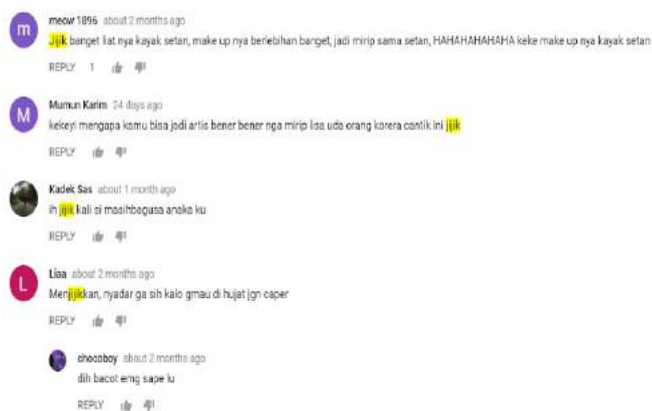 m
meow 1896 about 2 months ago
Jijik banget liat nya kayak setan, make up nya berlebihan banget, jadi mirip sama setan, HAHAHAHAHAHA keke make up nya kayak setan
REPLY 1
M
Mumun Karim 24 days ago
kekeyi mengapa kamu bisa jadi artis bener bener nga mirip lisa uda orang korera cantik ini jijik
REPLY
Kadek Sas about 1 month ago
ih jijik kali si masihbagusa anaka ku
REPLY
L
Liaa about 2 months ago
Menjijikkan, nyadar ga sih kalo gmau di hujat jgn caper
REPLY
chocoboy about 2 months ago
dih bacot emg sape lu
REPLY